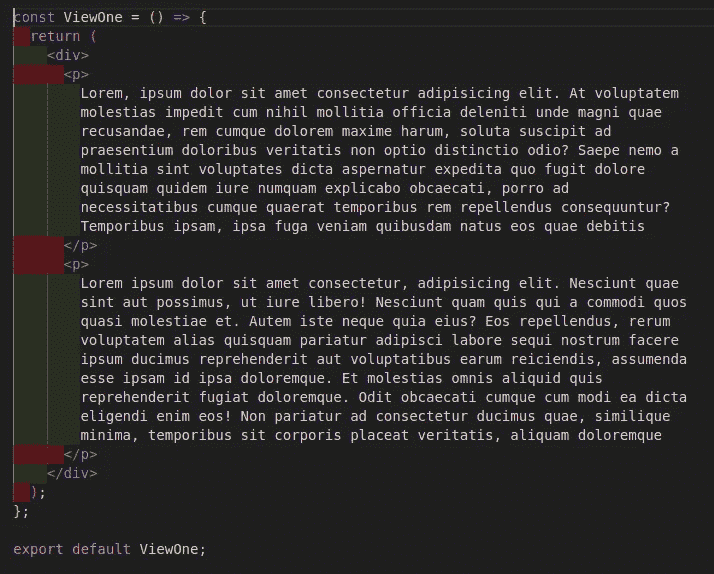 const ViewOne = () => {
  return (
    <div>
      <p>
        Lorem, ipsum dolor sit amet consectetur adipisicing elit. At voluptatem
        molestias impedit cum nihil mollitia officia deleniti unde magni quae
        recusandae, rem cumque dolorem maxime harum, soluta suscipit ad
        praesentium doloribus veritatis non optio distinctio odio? Saepe nemo a
        mollitia sint voluptates dicta aspernatur expedita quo fugit dolore
        quisquam quidem iure numquam explicabo obcaecati, porro ad
        necessitatibus cumque quaerat temporibus rem repellendus consequuntur?
        Temporibus ipsam, ipsa fuga veniam quibusdam natus eos quae debitis
      </p>
      <p>
        Lorem ipsum dolor sit amet consectetur, adipisicing elit. Nesciunt quae
        sint aut possimus, ut iure libero! Nesciunt quam quis qui a commodi quos
        quasi molestiae et. Autem iste neque quia eius? Eos repellendus, rerum
        voluptatem alias quisquam pariatur adipisci labore sequi nostrum facere
        ipsum ducimus reprehenderit aut voluptatibus earum reiciendis, assumenda
        esse ipsam id ipsa doloremque. Et molestias omnis aliquid quis
        reprehenderit fugiat doloremque. Odit obcaecati cumque cum modi ea dicta
        eligendi enim eos! Non pariatur ad consectetur ducimus quae, similique
        minima, temporibus sit corporis placeat veritatis, aliquam doloremque
      </p>
    </div>
  );
};

export default ViewOne;